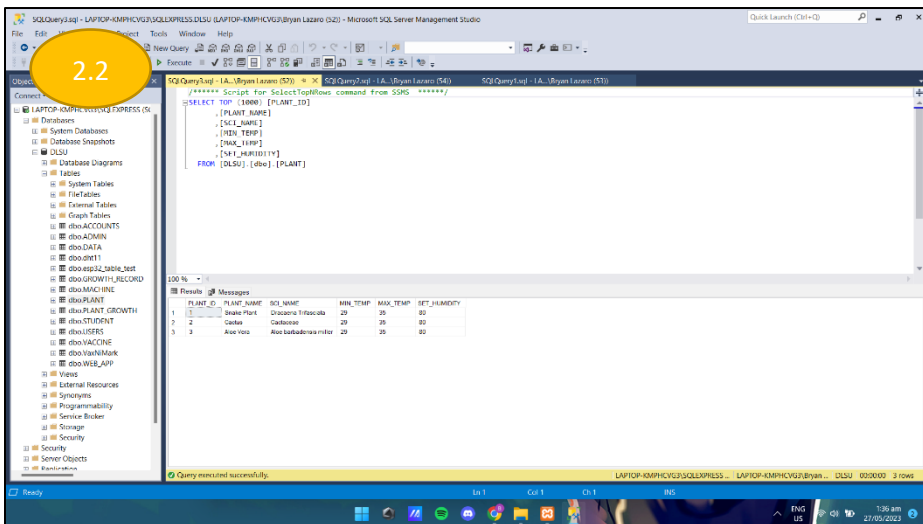 SQLQuery3.sql - LAPTOP-KMPHCVG3\SQLEXPRESS.DLSU (LAPTOP-KMPHCVG3\Bryan Lazaro (52)) - Microsoft SQL Server Management Studio
Quick Launch (Ctrl+Q)
File Edit Project Tools Window Help
New Query
Execute
2.2
Connect
LAPTOP-KMPHCVG3\SQLEXPRESS (S
Databases
System Databases
Database Snapshots
DLSU
Database Diagrams
Tables
System Tables
FileTables
External Tables
Graph Tables
dbo.ACCOUNTS
dbo.ADMIN
dbo.DATA
dbo.dht11
dbo.esp32_table_test
dbo.GROWTH_RECORD
dbo.MACHINE
dbo.PLANT
dbo.PLANT_GROWTH
dbo.STUDENT
dbo.USERS
dbo.VACCINE
dbo.VaxNiMark
dbo.WEB_APP
Views
External Resources
Synonyms
Programmability
Service Broker
Storage
Security
Security
Server Objects
Replication
SQLQuery3.sql - LA...\Bryan Lazaro (52)) SQLQuery2.sql - LA...\Bryan Lazaro (54)) SQLQuery1.sql - LA...\Bryan Lazaro (53))
/****** Script for SelectTopNRows command from SSMS ******/
SELECT TOP (1000) [PLANT_ID]
,[PLANT_NAME]
,[SCI_NAME]
,[MIN_TEMP]
,[MAX_TEMP]
,[SET_HUMIDITY]
FROM [DLSU].[dbo].[PLANT]
100 %
Results Messages
PLANT_ID PLANT_NAME SCI_NAME MIN_TEMP MAX_TEMP SET_HUMIDITY
1 1 Snake Plant Dracaena Trifasciata 29 35 80
2 2 Cactus Cactaceae 29 35 80
3 3 Aloe Vera Aloe barbadensis miller 29 35 80
Query executed successfully.
LAPTOP-KMPHCVG3\SQLEXPRESS ... LAPTOP-KMPHCVG3\Bryan ... DLSU 00:00:00 3 rows
Ready Ln 1 Col 1 Ch 1 INS
ENG
US
1:36 am
27/05/2023